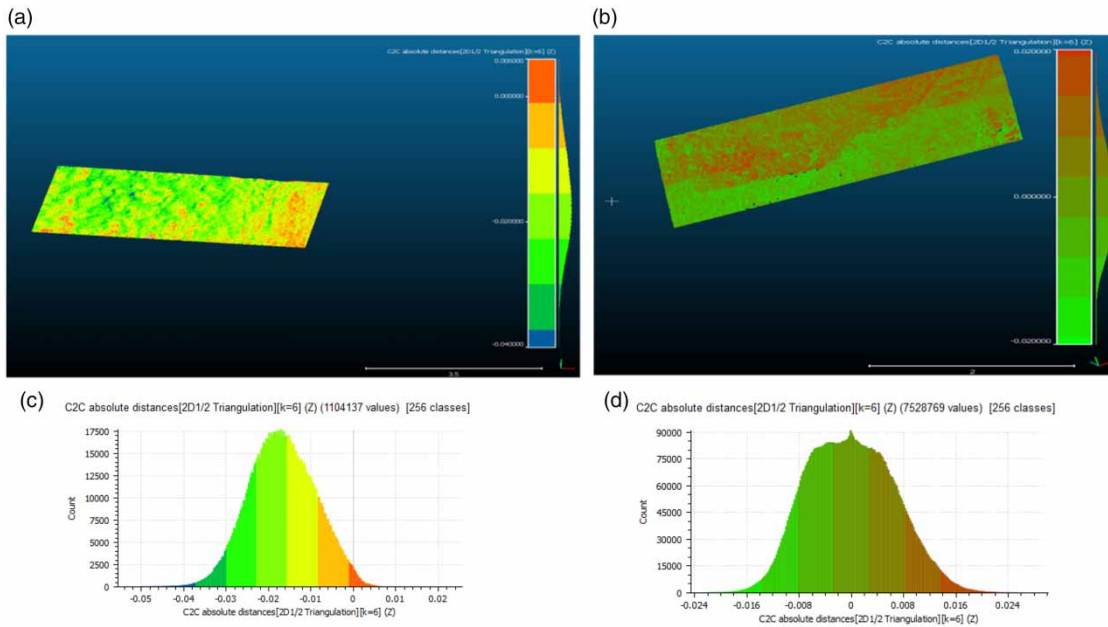 (a)
C2C absolute distances[2D1/2 Triangulation][k=6] (Z)
0.006000
0.000000
-0.020000
-0.040000
3.5
(b)
C2C absolute distances[2D1/2 Triangulation][k=6] (Z)
0.020000
0.000000
-0.020000
2
(c)
C2C absolute distances[2D1/2 Triangulation][k=6] (Z) (1104137 values) [256 classes]
17500
15000
12500
10000
7500
5000
2500
0
Count
-0.05 -0.04 -0.03 -0.02 -0.01 0 0.01 0.02
C2C absolute distances[2D1/2 Triangulation][k=6] (Z)
(d)
C2C absolute distances[2D1/2 Triangulation][k=6] (Z) (7528769 values) [256 classes]
90000
75000
60000
45000
30000
15000
0
Count
-0.024 -0.016 -0.008 0 0.008 0.016 0.024
C2C absolute distances[2D1/2 Triangulation][k=6] (Z)